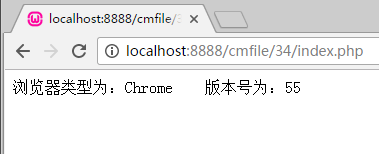 localhost:8888/cmfile/3
localhost:8888/cmfile/34/index.php
浏览器类型为：Chrome 版本号为：55